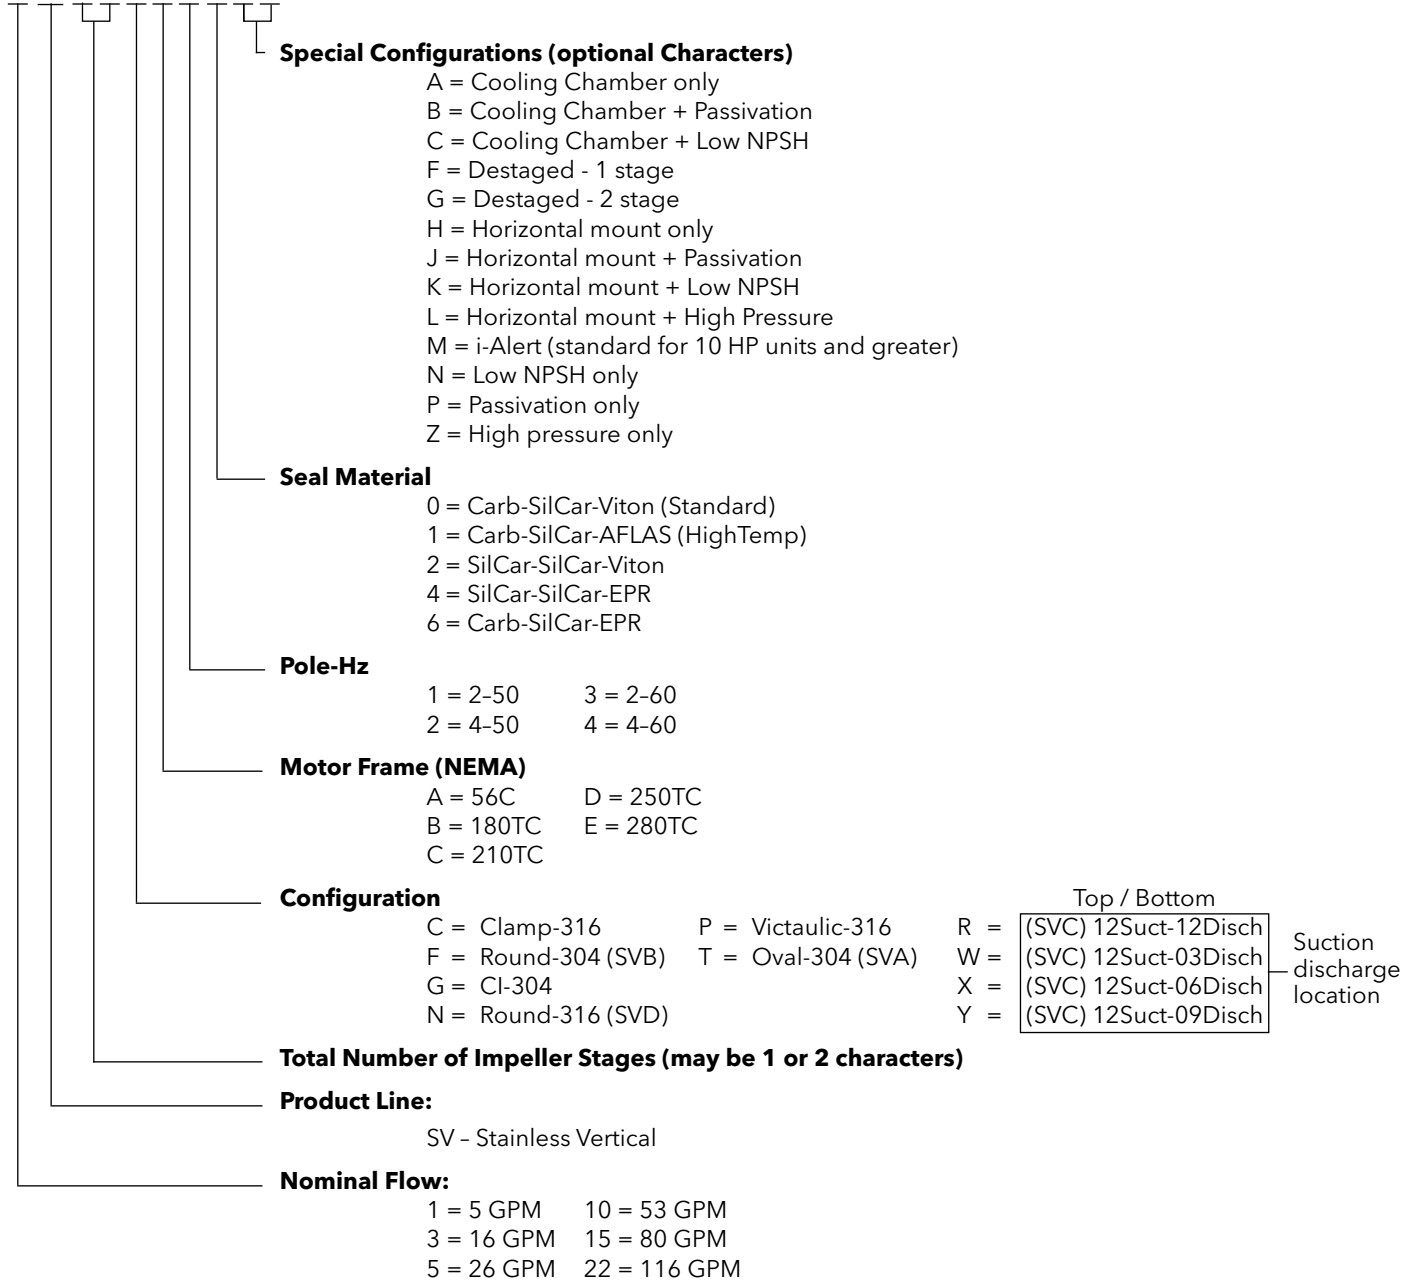 Special Configurations (optional Characters)
A = Cooling Chamber only
B = Cooling Chamber + Passivation
C = Cooling Chamber + Low NPSH
F = Destaged - 1 stage
G = Destaged - 2 stage
H = Horizontal mount only
J = Horizontal mount + Passivation
K = Horizontal mount + Low NPSH
L = Horizontal mount + High Pressure
M = i-Alert (standard for 10 HP units and greater)
N = Low NPSH only
P = Passivation only
Z = High pressure only
Seal Material
0 = Carb-SilCar-Viton (Standard)
1 = Carb-SilCar-AFLAS (HighTemp)
2 = SilCar-SilCar-Viton
4 = SilCar-SilCar-EPR
6 = Carb-SilCar-EPR
Pole-Hz
1 = 2–50 3 = 2–60
2 = 4–50 4 = 4–60
Motor Frame (NEMA)
A = 56C D = 250TC
B = 180TC E = 280TC
C = 210TC
Configuration Top / Bottom
C = Clamp-316 P = Victaulic-316 R = (SVC) 12Suct-12Disch
F = Round-304 (SVB) T = Oval-304 (SVA) W = (SVC) 12Suct-03Disch
G = CI-304 X = (SVC) 12Suct-06Disch
N = Round-316 (SVD) Y = (SVC) 12Suct-09Disch
Suction
discharge
location
Total Number of Impeller Stages (may be 1 or 2 characters)
Product Line:
SV – Stainless Vertical
Nominal Flow:
1 = 5 GPM 10 = 53 GPM
3 = 16 GPM 15 = 80 GPM
5 = 26 GPM 22 = 116 GPM